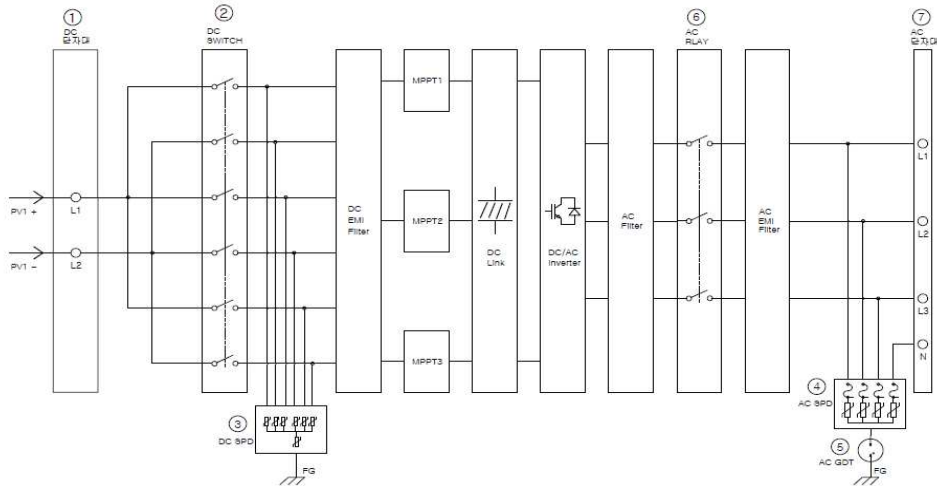 ①
DC
단자대
②
DC
SWITCH
⑥
AC
RLAY
⑦
AC
단자대
PV1 +
L1
PV1 −
L2
DC
EMI
Filter
MPPT1
MPPT2
MPPT3
DC
Link
DC/AC
Inverter
AC
Filter
AC
EMI
Filter
L1
L2
L3
N
③
DC SPD
FG
④
AC SPD
⑤
AC GDT
FG